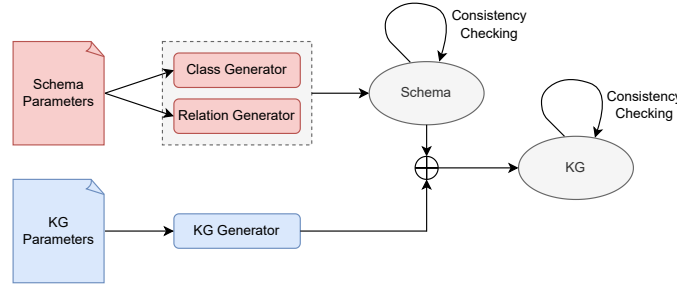 Consistency
Checking
Schema
Parameters
Class Generator
Relation Generator
Schema
Consistency
Checking
KG
KG
Parameters
KG Generator